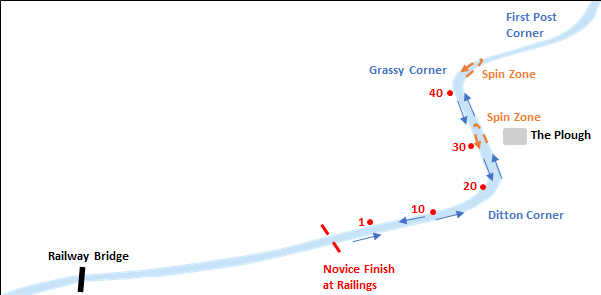 First Post
Corner
Grassy Corner
Spin Zone
40
Spin Zone
The Plough
30
20
10
Ditton Corner
1
Railway Bridge
Novice Finish
at Railings